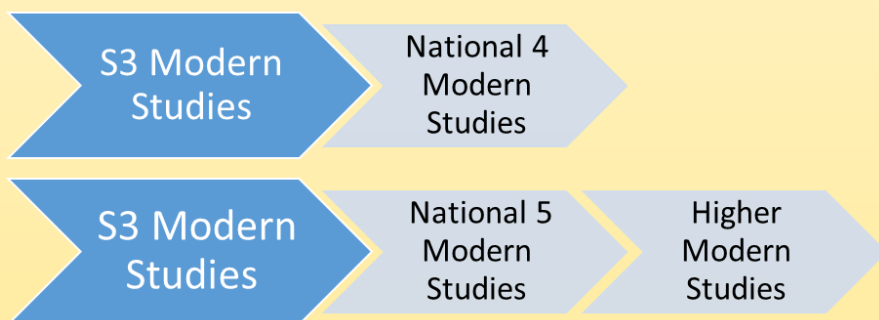 S3 Modern
Studies
National 4
Modern
Studies
S3 Modern
Studies
National 5
Modern
Studies
Higher
Modern
Studies